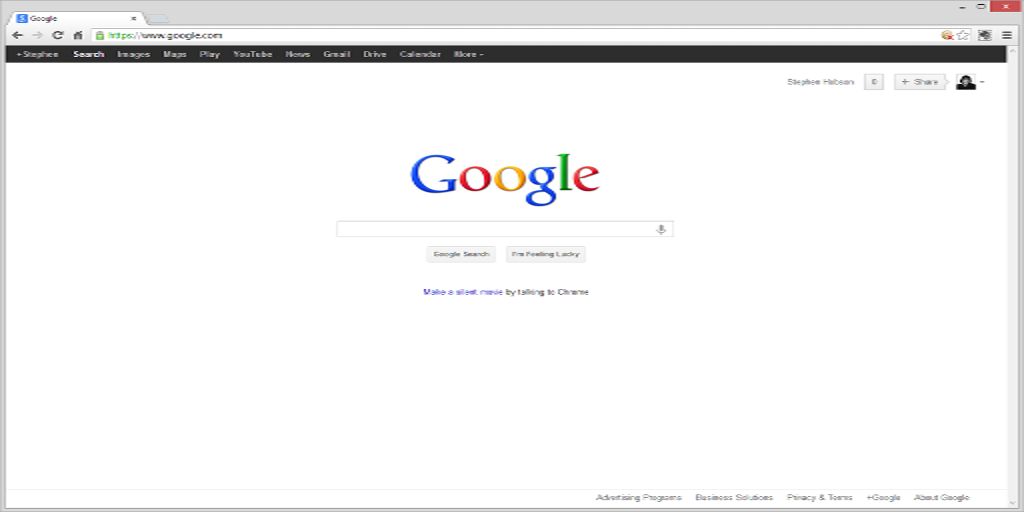 Google
https://www.google.com
+Stephen Search Images Maps Play YouTube News Gmail Drive Calendar More
Stephen Hobson 0 + Share
Google
Google Search I'm Feeling Lucky
Make a silent movie by talking to Chrome
Advertising Programs Business Solutions Privacy & Terms +Google About Google